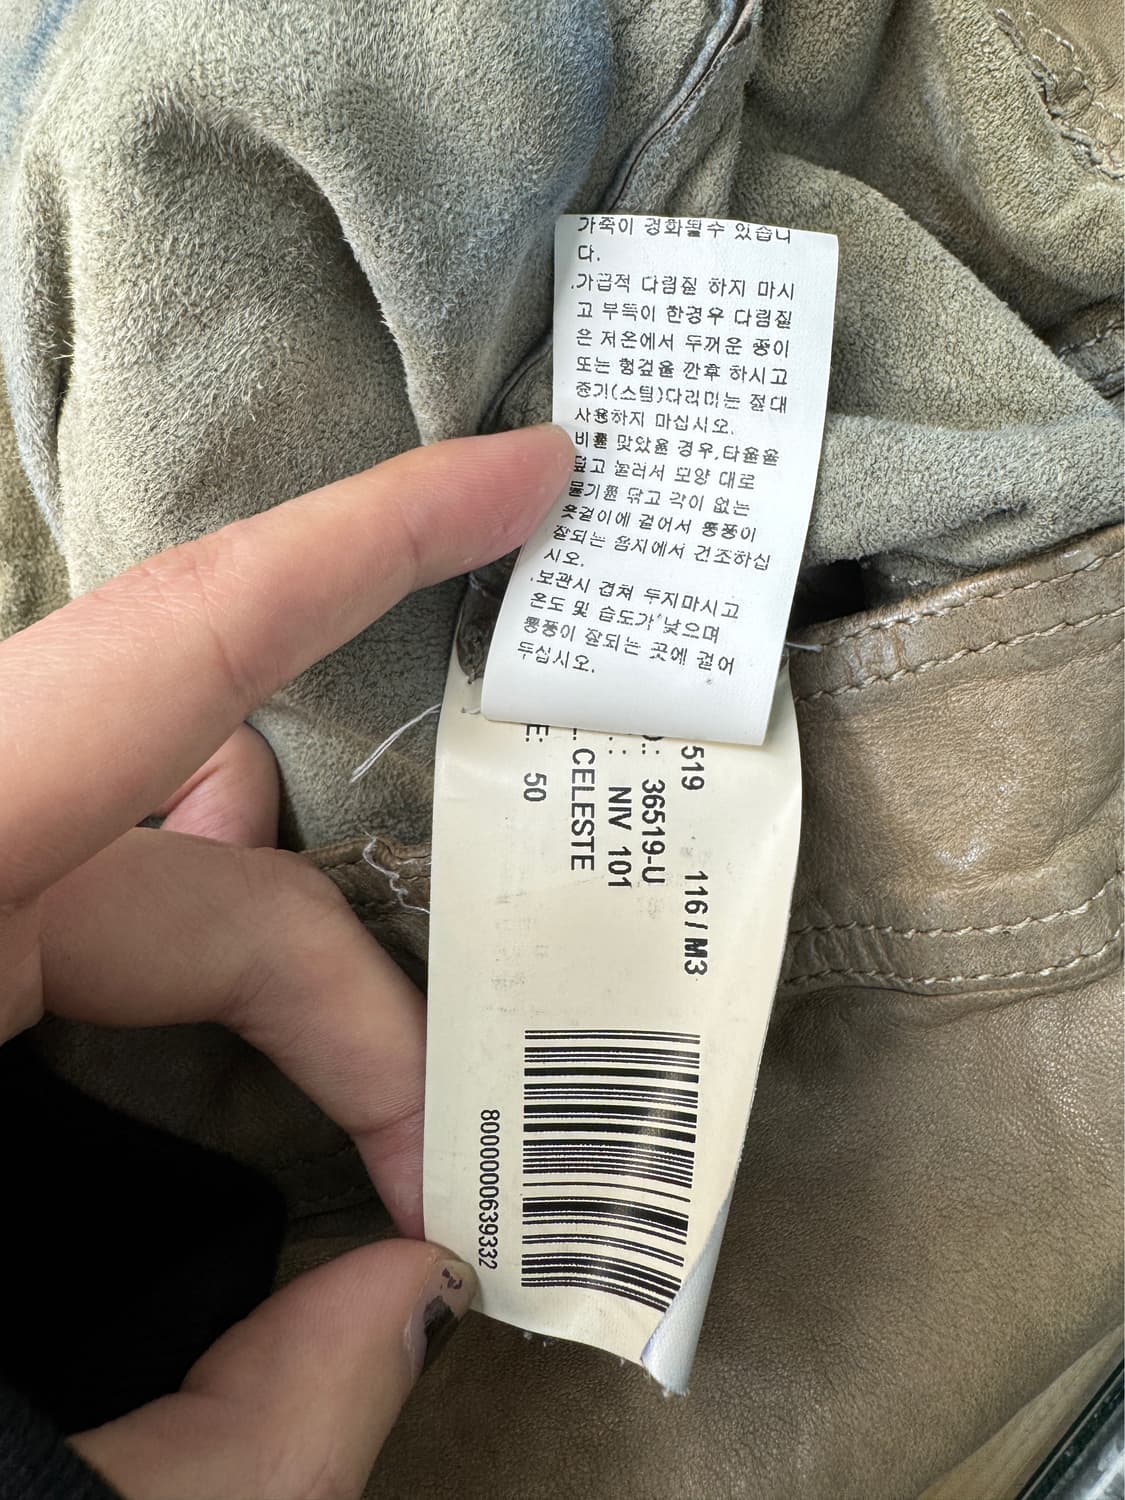 가죽이 경화될수 있습니
다.
.가급적 다림질 하지 마시
고 부득이 한경우 다림질
은 저온에서 두꺼운 종이
또는 헝겊을 깐후 하시고
증기(스팀)다리미는 절대
사용하지 마십시오.
비를 맞았을 경우,타올을
덮고 눌러서 모양 대로
물기를 닦고 각이 없는
옷걸이에 걸어서 통풍이
잘되는 음지에서 건조하십
시오.
.보관시 겹쳐 두지마시고
온도 및 습도가 낮으며
통풍이 잘되는 곳에 걸어
두십시오.
519 116 / M3
.: 36519-U
.: NIV 101
.: CELESTE
E: 50
8000000639332